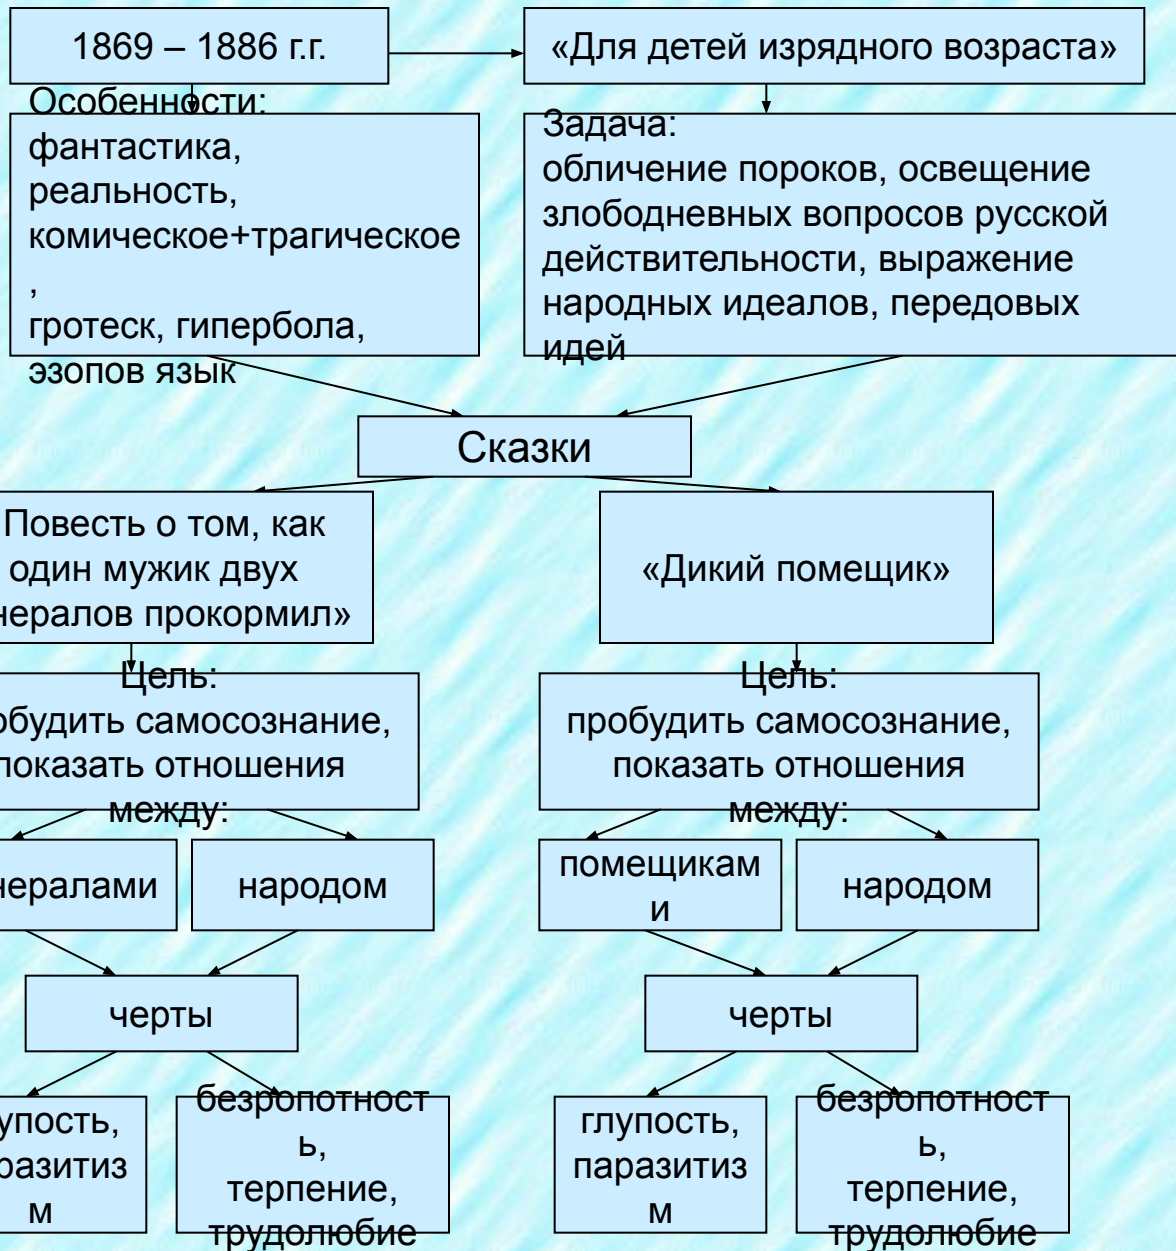 1869 – 1886 г.г.
«Для детей изрядного возраста»
Особенности:
фантастика,
реальность,
комическое+трагическое
,
гротеск, гипербола,
эзопов язык
Задача:
обличение пороков, освещение
злободневных вопросов русской
действительности, выражение
народных идеалов, передовых
идей
Сказки
Повесть о том, как
один мужик двух
нералов прокормил»
«Дикий помещик»
Цель:
обудить самосознание,
показать отношения
между:
Цель:
пробудить самосознание,
показать отношения
между:
нералами
народом
помещикам
и
народом
черты
черты
упость,
разитиз
м
безропотност
ь,
терпение,
трудолюбие
глупость,
паразитиз
м
безропотност
ь,
терпение,
трудолюбие